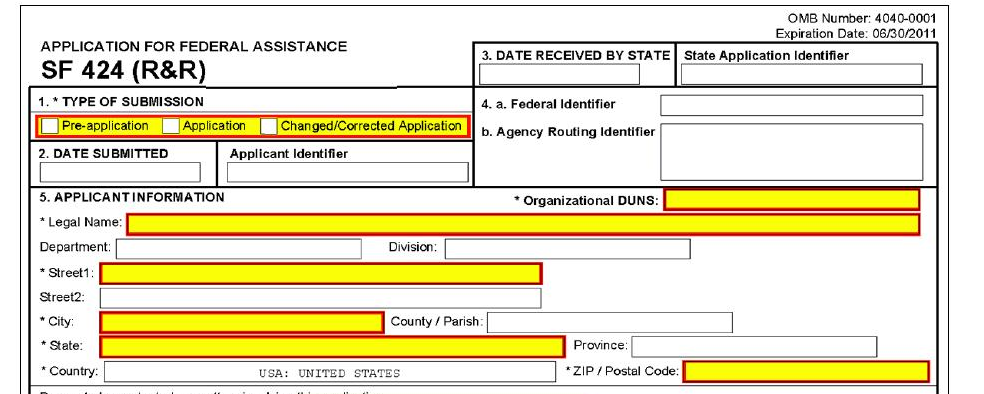 OMB Number: 4040-0001
Expiration Date: 06/30/2011
APPLICATION FOR FEDERAL ASSISTANCE
SF 424 (R&R)
3. DATE RECEIVED BY STATE
State Application Identifier
1. * TYPE OF SUBMISSION
Pre-application
Application
Changed/Corrected Application
4. a. Federal Identifier
b. Agency Routing Identifier
2. DATE SUBMITTED
Applicant Identifier
5. APPLICANT INFORMATION
* Organizational DUNS:
* Legal Name:
Department:
Division:
* Street1:
Street2:
* City:
County / Parish:
* State:
Province:
* Country:
USA: UNITED STATES
* ZIP / Postal Code: